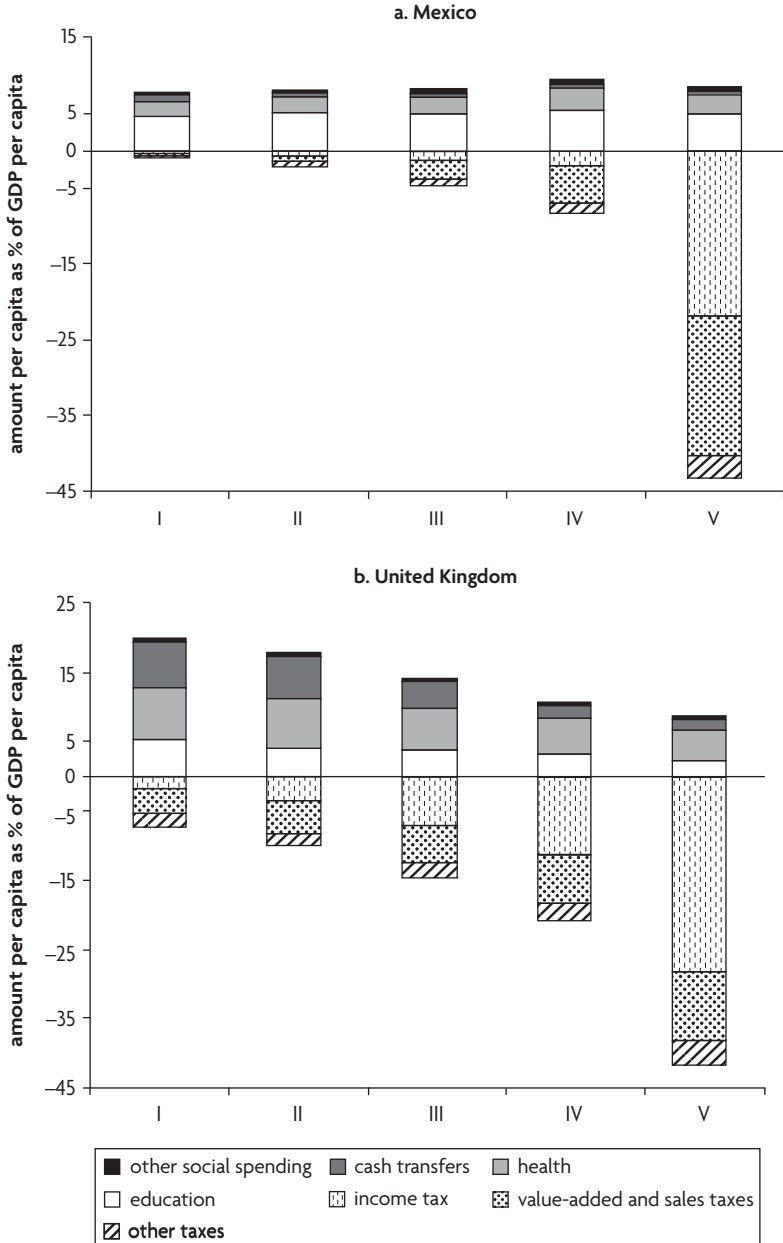 a. Mexico
amount per capita as % of GDP per capita
15
5
0
–5
–15
–25
–35
–45
I II III IV V
b. United Kingdom
amount per capita as % of GDP per capita
25
15
5
0
–5
–15
–25
–35
–45
I II III IV V
other social spending cash transfers health
education income tax value-added and sales taxes
other taxes